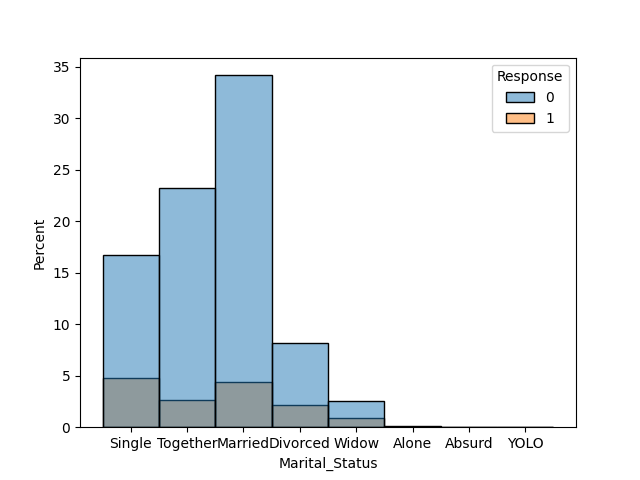 Response
0
1
35
30
25
20
15
10
5
0
Percent
Single Together Married Divorced Widow Alone Absurd YOLO
Marital_Status